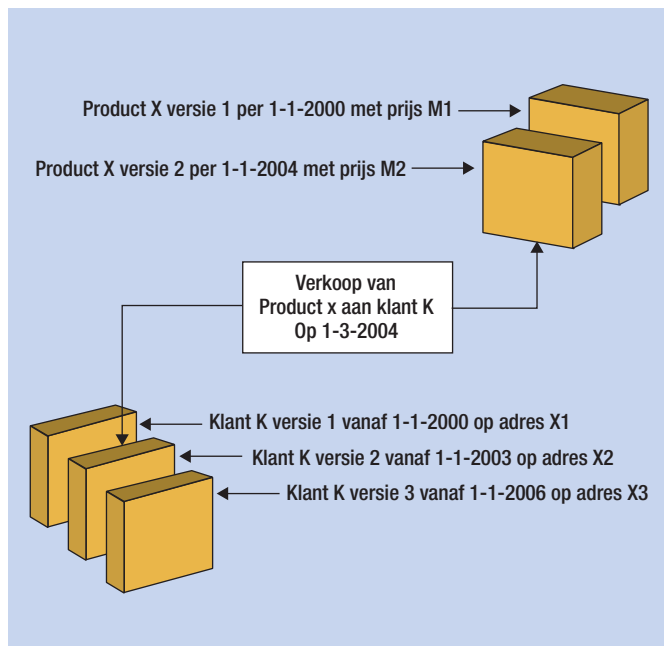 Product X versie 1 per 1-1-2000 met prijs M1
Product X versie 2 per 1-1-2004 met prijs M2
Verkoop van
Product x aan klant K
Op 1-3-2004
Klant K versie 1 vanaf 1-1-2000 op adres X1
Klant K versie 2 vanaf 1-1-2003 op adres X2
Klant K versie 3 vanaf 1-1-2006 op adres X3